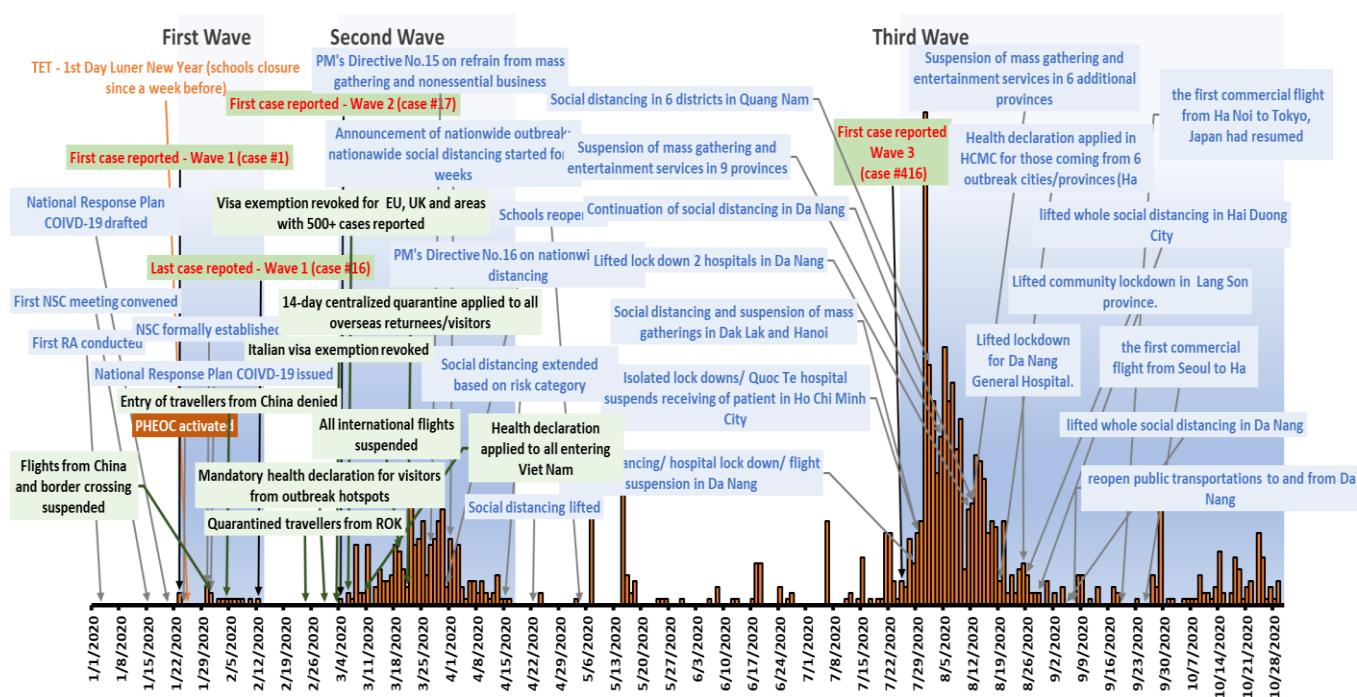 First Wave
Second Wave
Third Wave
TET - 1st Day Luner New Year (schools closure
since a week before)
First case reported - Wave 1 (case #1)
National Response Plan
COIVD-19 drafted
Last case repoted - Wave 1 (case #16)
First NSC meeting convened
NSC formally established
First RA conducted
National Response Plan COIVD-19 issued
Entry of travellers from China denied
PHEOC activated
Flights from China
and border crossing
suspended
PM's Directive No.15 on refrain from mass
gathering and nonessential business
First case reported - Wave 2 (case #17)
Announcement of nationwide outbreak;
nationwide social distancing started for
weeks
Visa exemption revoked for EU, UK and areas
with 500+ cases reported
Schools reopen
PM's Directive No.16 on
distancing
14-day centralized quarantine applied to all
overseas returnees/visitors
Italian visa exemption revoked
Social distancing extended
based on risk category
All international flights
suspended
Health declaration
applied to all entering
Viet Nam
Mandatory health declaration for visitors
from outbreak hotspots
Quarantined travellers from ROK
Social distancing lifted
Social distancing in 6 districts in Quang Nam
Suspension of mass gathering and
entertainment services in 9 provinces
First case reported
Wave 3
(case #416)
Continuation of social distancing in Da Nang
Lifted lock down 2 hospitals in Da Nang
Social distancing and suspension of mass
gatherings in Dak Lak and Hanoi
Isolated lock downs/ Quoc Te hospital
suspends receiving of patient in Ho Chi Minh
City
hospital lock down/ flight
suspension in Da Nang
Suspension of mass gathering and
entertainment services in 6 additional
provinces
the first commercial flight
from Ha Noi to Tokyo,
Japan had resumed
Health declaration applied in
HCMC for those coming from 6
outbreak cities/provinces (Ha
lifted whole social distancing in Hai Duong
City
Lifted community lockdown in Lang Son
province.
Lifted lockdown
for Da Nang
General Hospital.
the first commercial
flight from Seoul to Ha
lifted whole social distancing in Da Nang
reopen public transportations to and from Da
Nang
1/1/2020
1/8/2020
1/15/2020
1/22/2020
1/29/2020
2/5/2020
2/12/2020
2/19/2020
2/26/2020
3/4/2020
3/11/2020
3/18/2020
3/25/2020
4/1/2020
4/8/2020
4/15/2020
4/22/2020
4/29/2020
5/6/2020
5/13/2020
5/27/2020
6/3/2020
6/10/2020
6/17/2020
6/24/2020
7/1/2020
7/8/2020
7/15/2020
7/22/2020
7/29/2020
8/5/2020
8/12/2020
8/19/2020
8/26/2020
9/2/2020
9/9/2020
9/16/2020
9/23/2020
9/30/2020
10/7/2020
10/14/2020
10/21/2020
10/28/2020